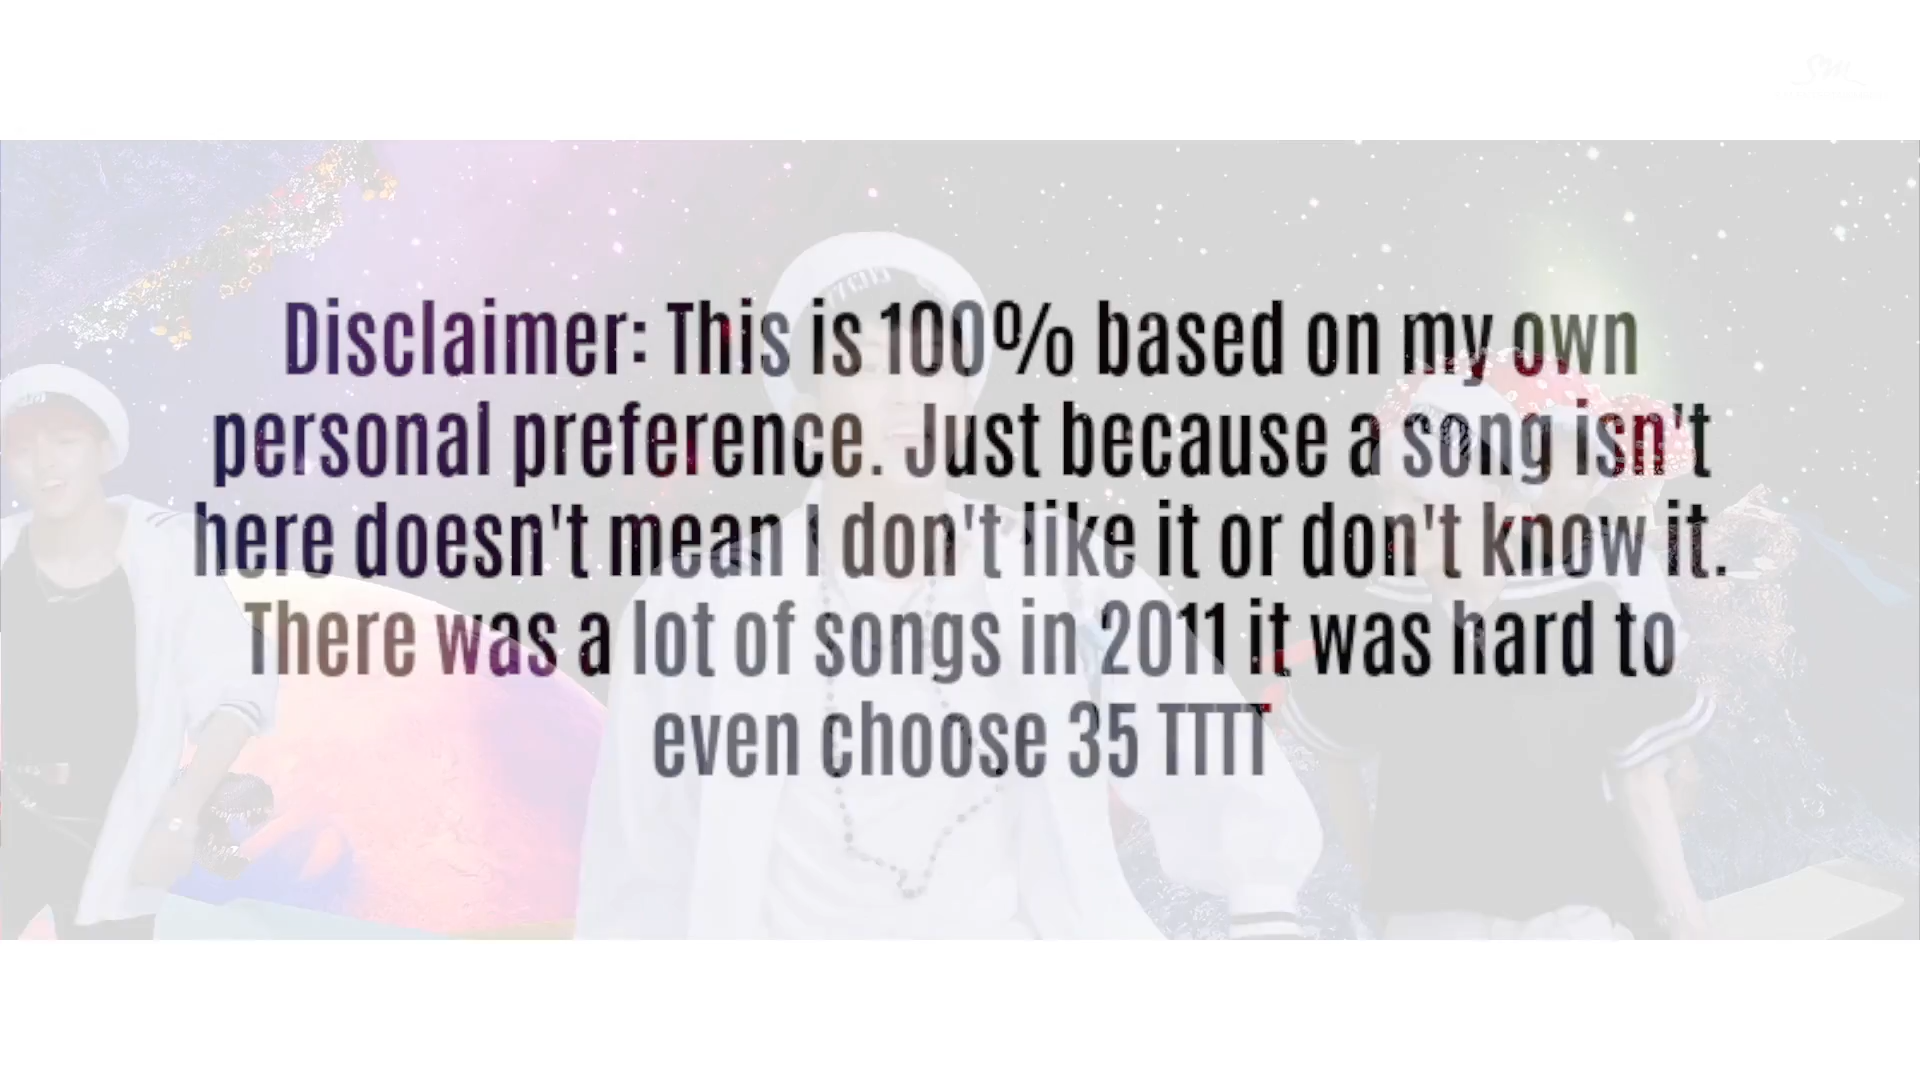 SM
Disclaimer: This is 100% based on my own
personal preference. Just because a song isn't
here doesn't mean I don't like it or don't know it.
There was a lot of songs in 2011 it was hard to
even choose 35 TTTT